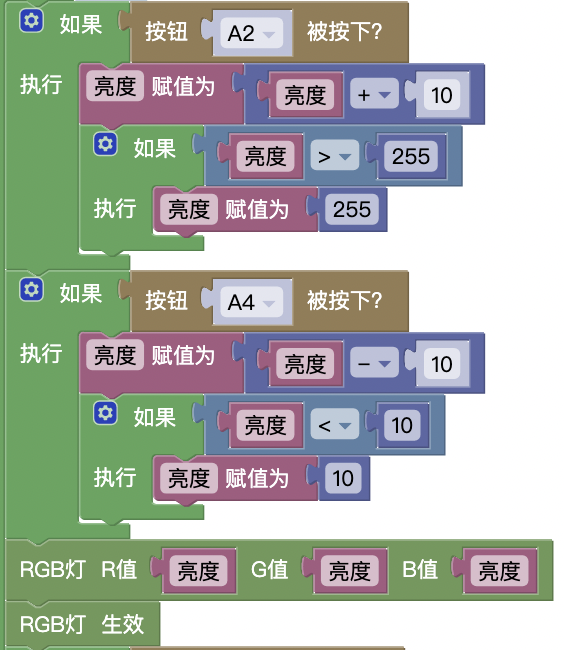 如果 按钮 A2 被按下?
执行 亮度 赋值为 亮度 + 10
如果 亮度 > 255
执行 亮度 赋值为 255
如果 按钮 A4 被按下?
执行 亮度 赋值为 亮度 - 10
如果 亮度 < 10
执行 亮度 赋值为 10
RGB灯 R值 亮度 G值 亮度 B值 亮度
RGB灯 生效